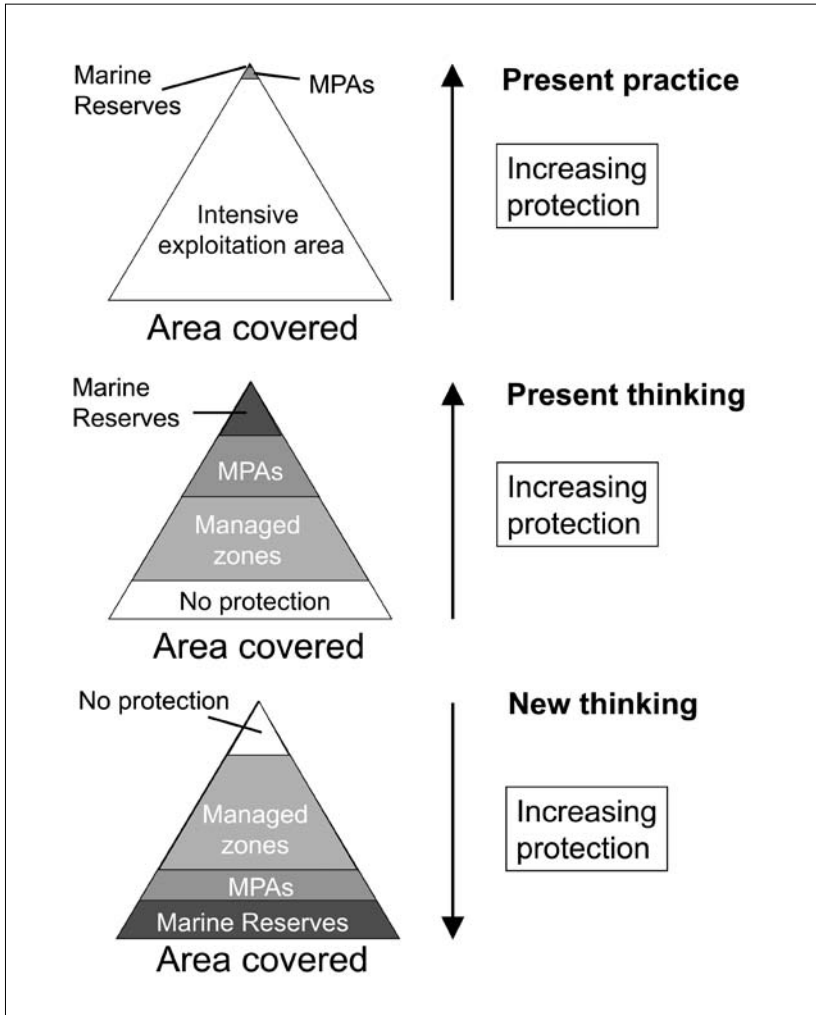 Marine
Reserves
MPAs
Intensive
exploitation area
Area covered
Present practice
Increasing
protection
Marine
Reserves
MPAs
Managed
zones
No protection
Area covered
Present thinking
Increasing
protection
No protection
Managed
zones
MPAs
Marine Reserves
Area covered
New thinking
Increasing
protection